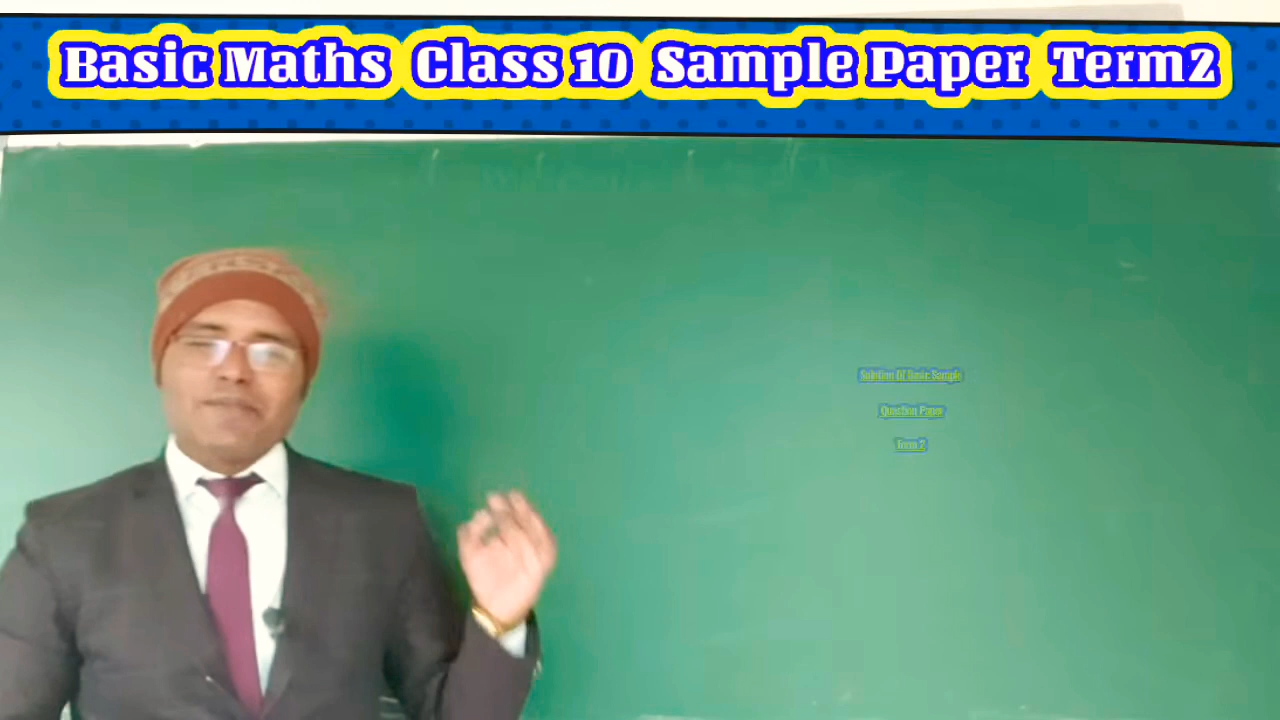 Basic Maths Class 10 Sample Paper Term2
Solution Of Basic Sample
Question Paper
Term 2